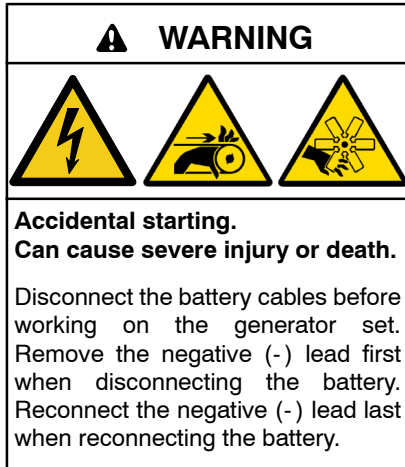 WARNING
Accidental starting.
Can cause severe injury or death.
Disconnect the battery cables before
working on the generator set.
Remove the negative (-) lead first
when disconnecting the battery.
Reconnect the negative (-) lead last
when reconnecting the battery.